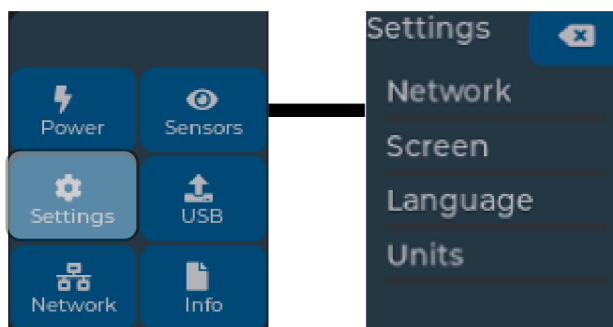 Power
Sensors
Settings
USB
Network
Info
Settings
Network
Screen
Language
Units